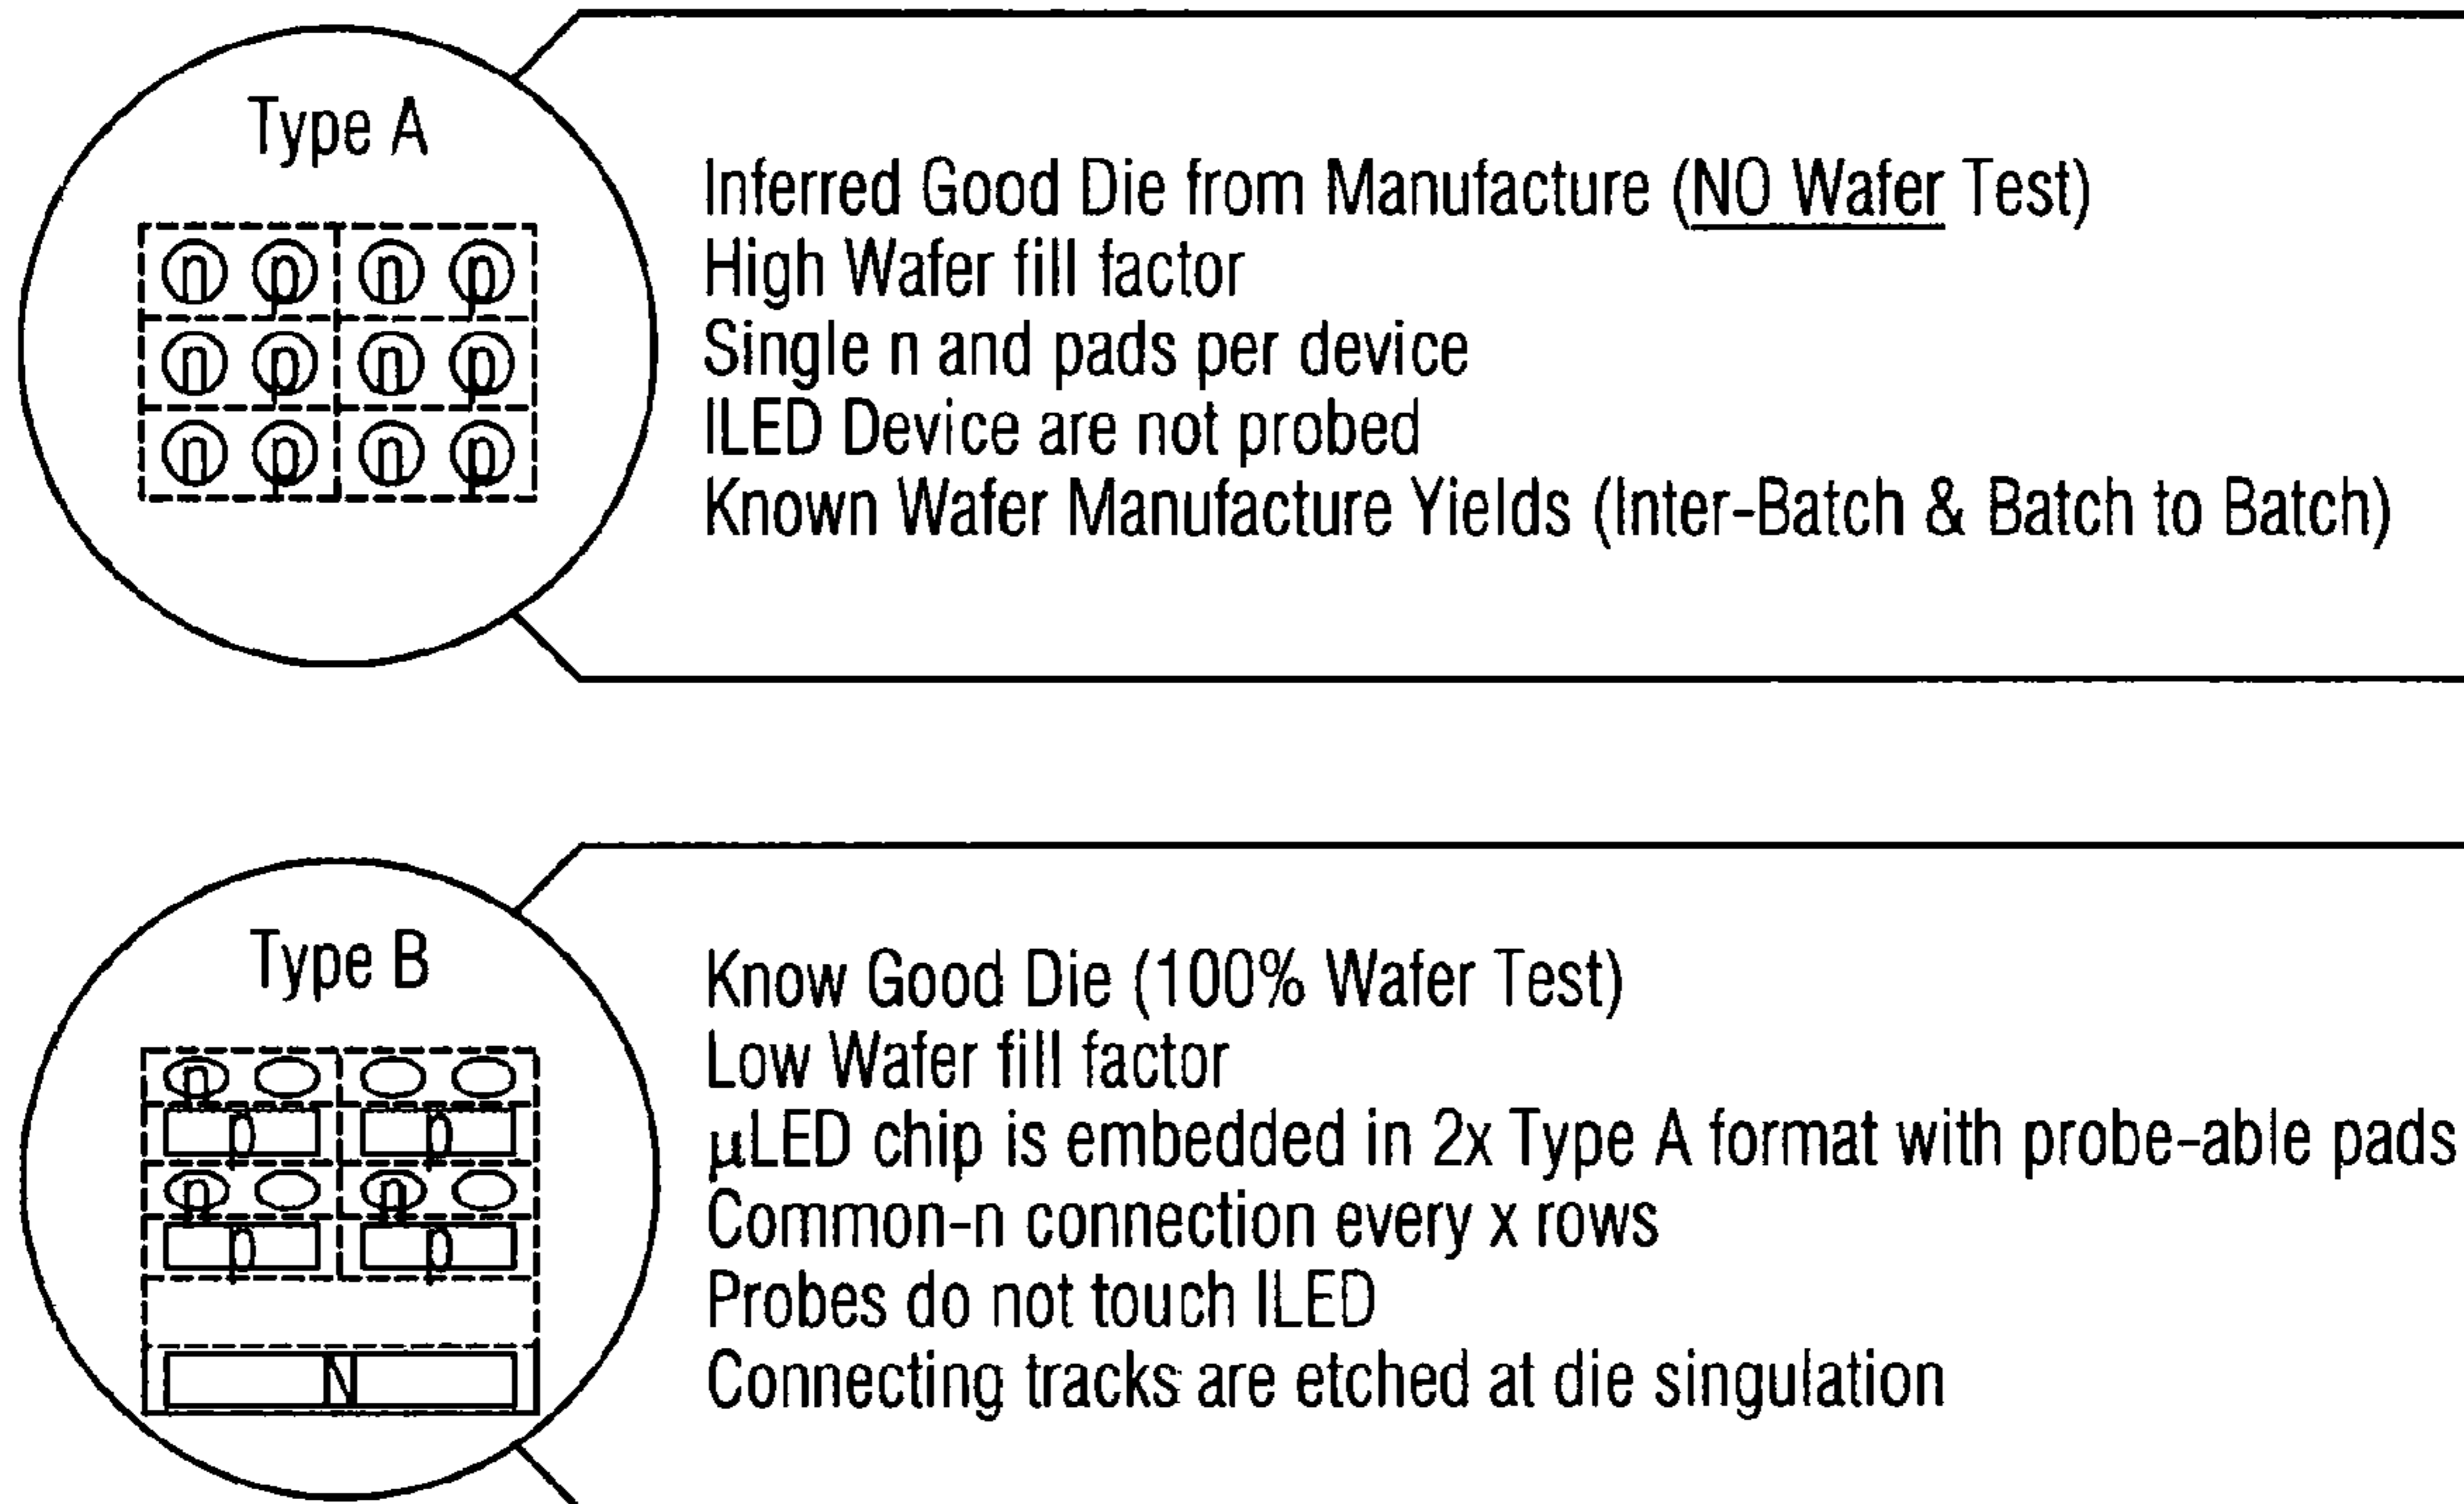 Type A
n p n p
n p n p
n p n p
Inferred Good Die from Manufacture (NO Wafer Test)
High Wafer fill factor
Single n and pads per device
ILED Device are not probed
Known Wafer Manufacture Yields (Inter-Batch & Batch to Batch)
Type B
n
p p
n n
p p
N
Know Good Die (100% Wafer Test)
Low Wafer fill factor
µLED chip is embedded in 2x Type A format with probe-able pads
Common-n connection every x rows
Probes do not touch ILED
Connecting tracks are etched at die singulation